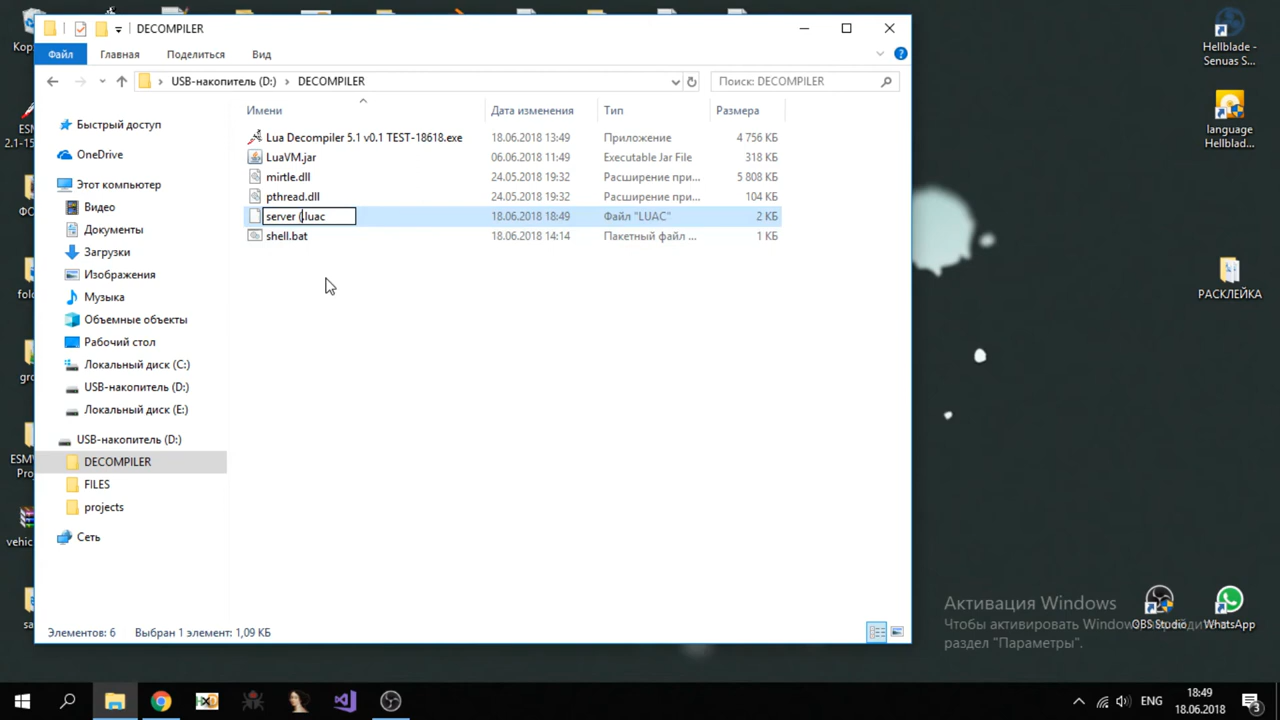 DECOMPILER
Файл
Главная
Поделиться
Вид
USB-накопитель (D:)
DECOMPILER
Поиск: DECOMPILER
Имени
Дата изменения
Тип
Размера
Lua Decompiler 5.1 v0.1 TEST-18618.exe
18.06.2018 13:49
Приложение
4 756 КБ
LuaVM.jar
06.06.2018 11:49
Executable Jar File
318 КБ
mirtle.dll
24.05.2018 19:32
Расширение при...
5 808 КБ
pthread.dll
24.05.2018 19:32
Расширение при...
104 КБ
server (.luac
18.06.2018 18:49
Файл "LUAC"
2 КБ
shell.bat
18.06.2018 14:14
Пакетный файл ...
1 КБ
Быстрый доступ
OneDrive
Этот компьютер
Видео
Документы
Загрузки
Изображения
Музыка
Объемные объекты
Рабочий стол
Локальный диск (C:)
USB-накопитель (D:)
Локальный диск (E:)
USB-накопитель (D:)
DECOMPILER
FILES
projects
Сеть
Элементов: 6
Выбран 1 элемент: 1,09 КБ
Hellblade -
Senuas S...
language
Hellblad...
РАСКЛЕЙКА
Активация Windows
Чтобы активировать Windows
раздел "Параметры".
OBS Studio
WhatsApp
ENG
18:49
18.06.2018
3